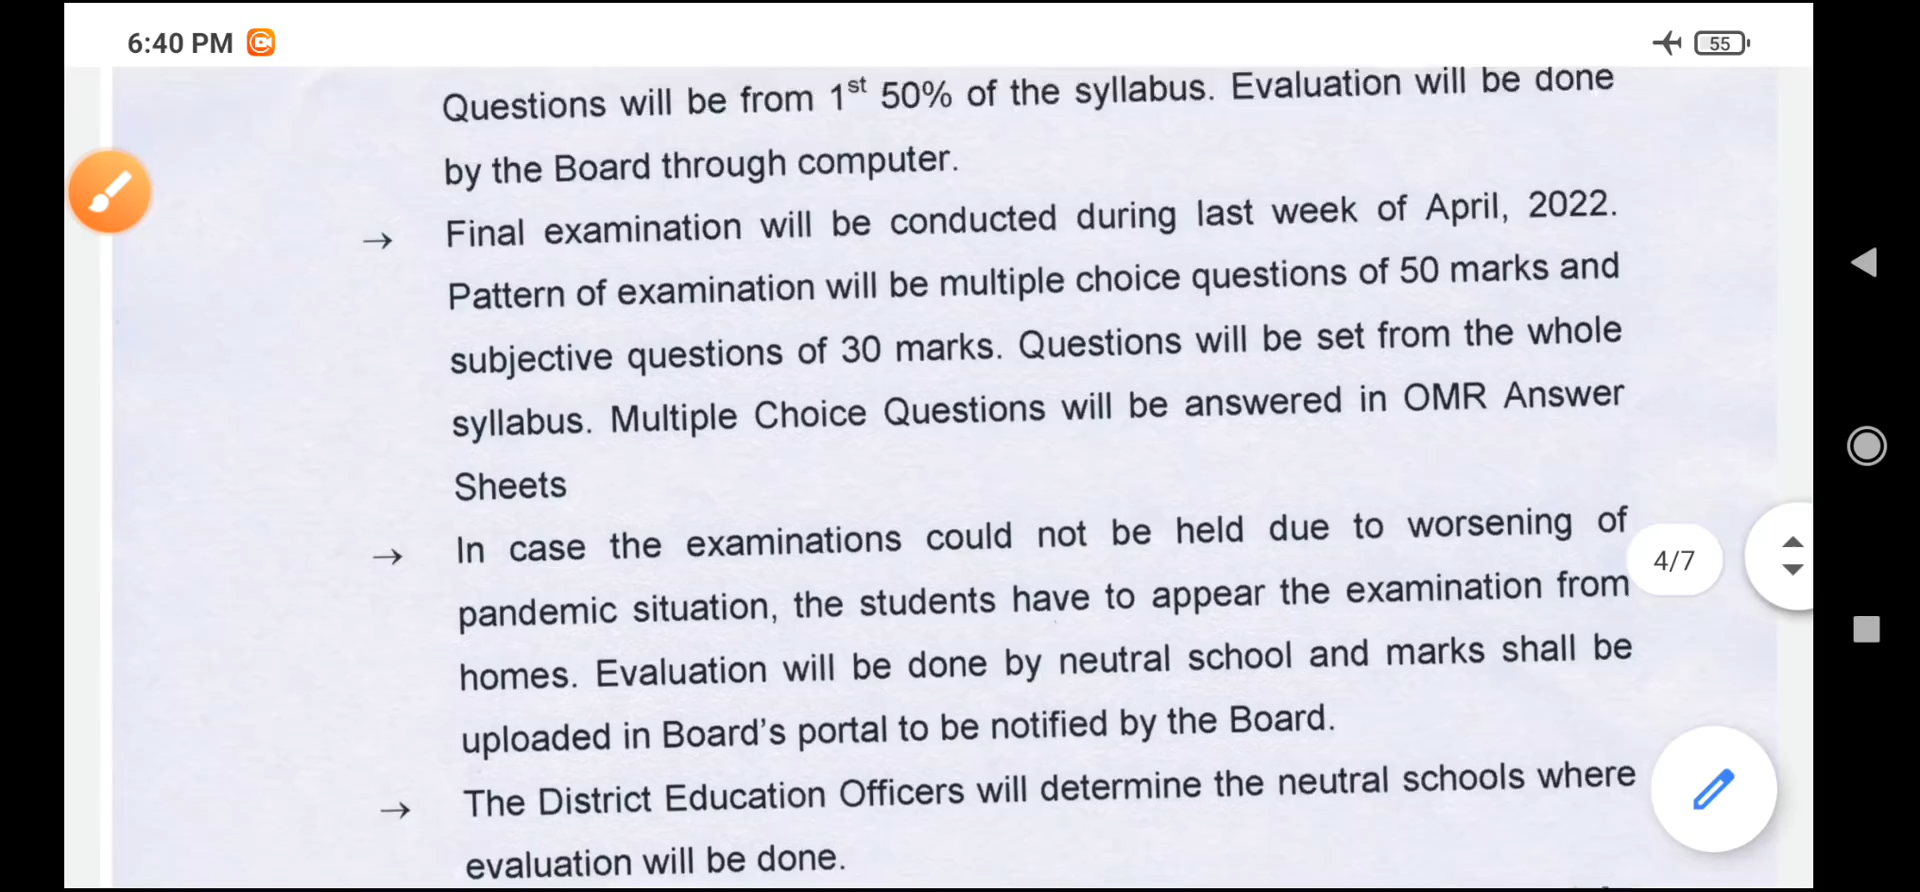 6:40 PM
55
Questions will be from 1st 50% of the syllabus. Evaluation will be done
by the Board through computer.
→ Final examination will be conducted during last week of April, 2022.
Pattern of examination will be multiple choice questions of 50 marks and
subjective questions of 30 marks. Questions will be set from the whole
syllabus. Multiple Choice Questions will be answered in OMR Answer
Sheets
→ In case the examinations could not be held due to worsening of
pandemic situation, the students have to appear the examination from
homes. Evaluation will be done by neutral school and marks shall be
uploaded in Board's portal to be notified by the Board.
→ The District Education Officers will determine the neutral schools where
evaluation will be done.
4/7